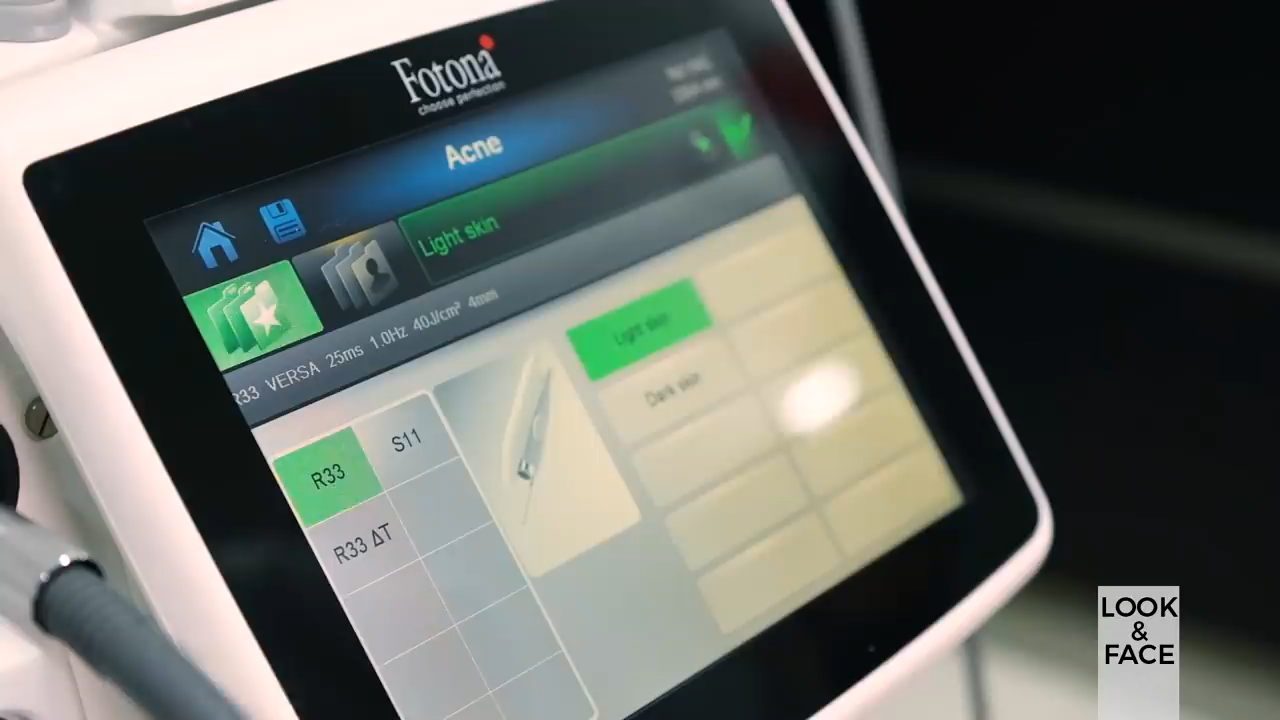 Fotona
choose perfection
Acne
Light skin
R33 VERSA 25ms 1.0Hz 40J/cm² 4mm
Light skin
Dark skin
R33
S11
R33 ΔT
LOOK
&
FACE